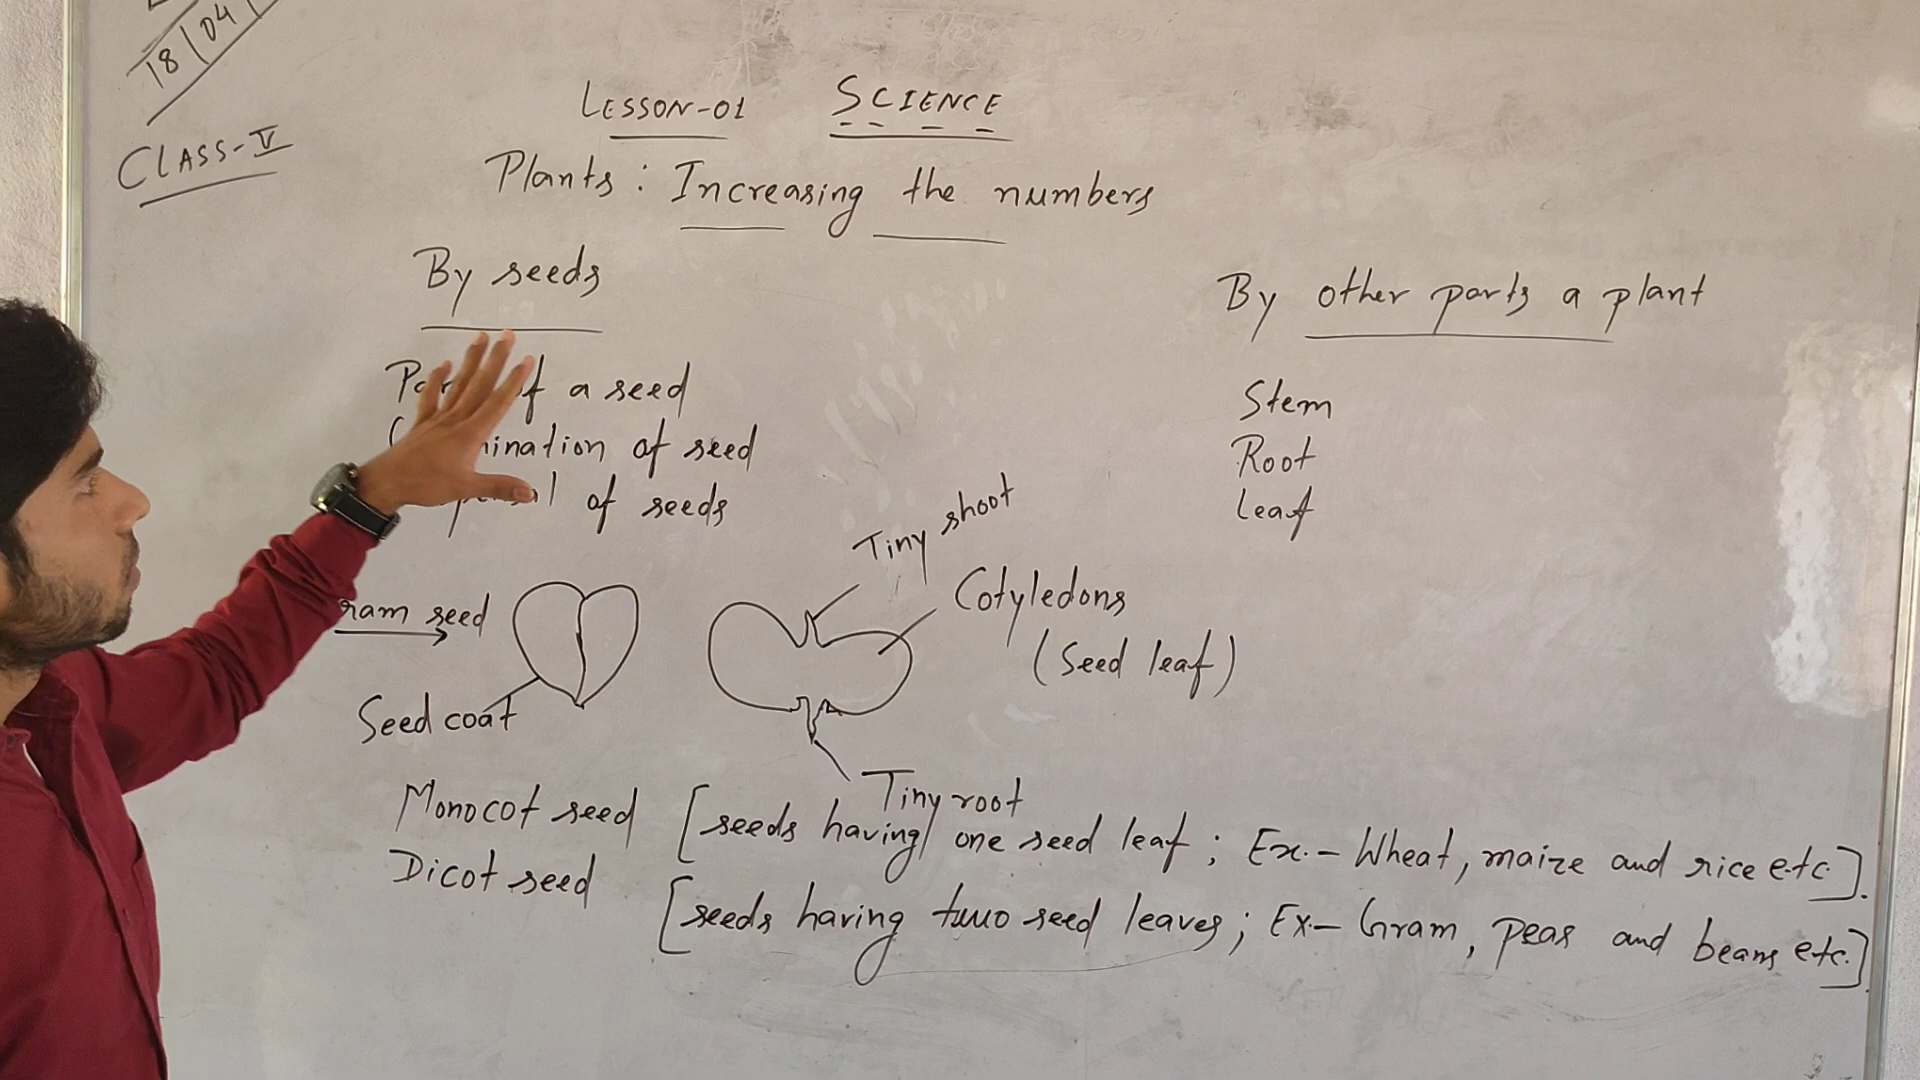 18/04/
CLASS-V
LESSON-01 SCIENCE
Plants: Increasing the numbers
By seeds
of a seed
of seed
of seeds
By other parts a plant
Stem
Root
Leaf
seed
Seed coat
Tiny shoot
Cotyledons
(Seed leaf)
Tiny root
Monocot seed [seeds having one seed leaf; Ex.- Wheat, maize and rice etc.].
Dicot seed [seeds having two seed leaves; Ex- Gram, peas and beans etc.]